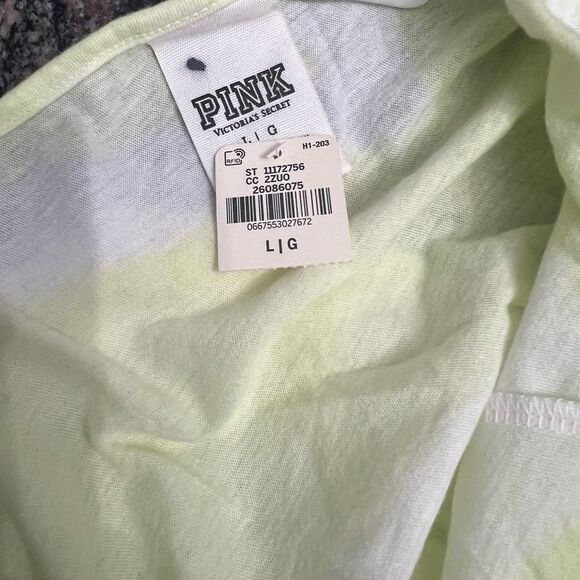 PINK
VICTORIA'S SECRET
L | G
RFID
H1-203
ST 11172756
CC 2ZUO
26086075
0667553027672
L | G